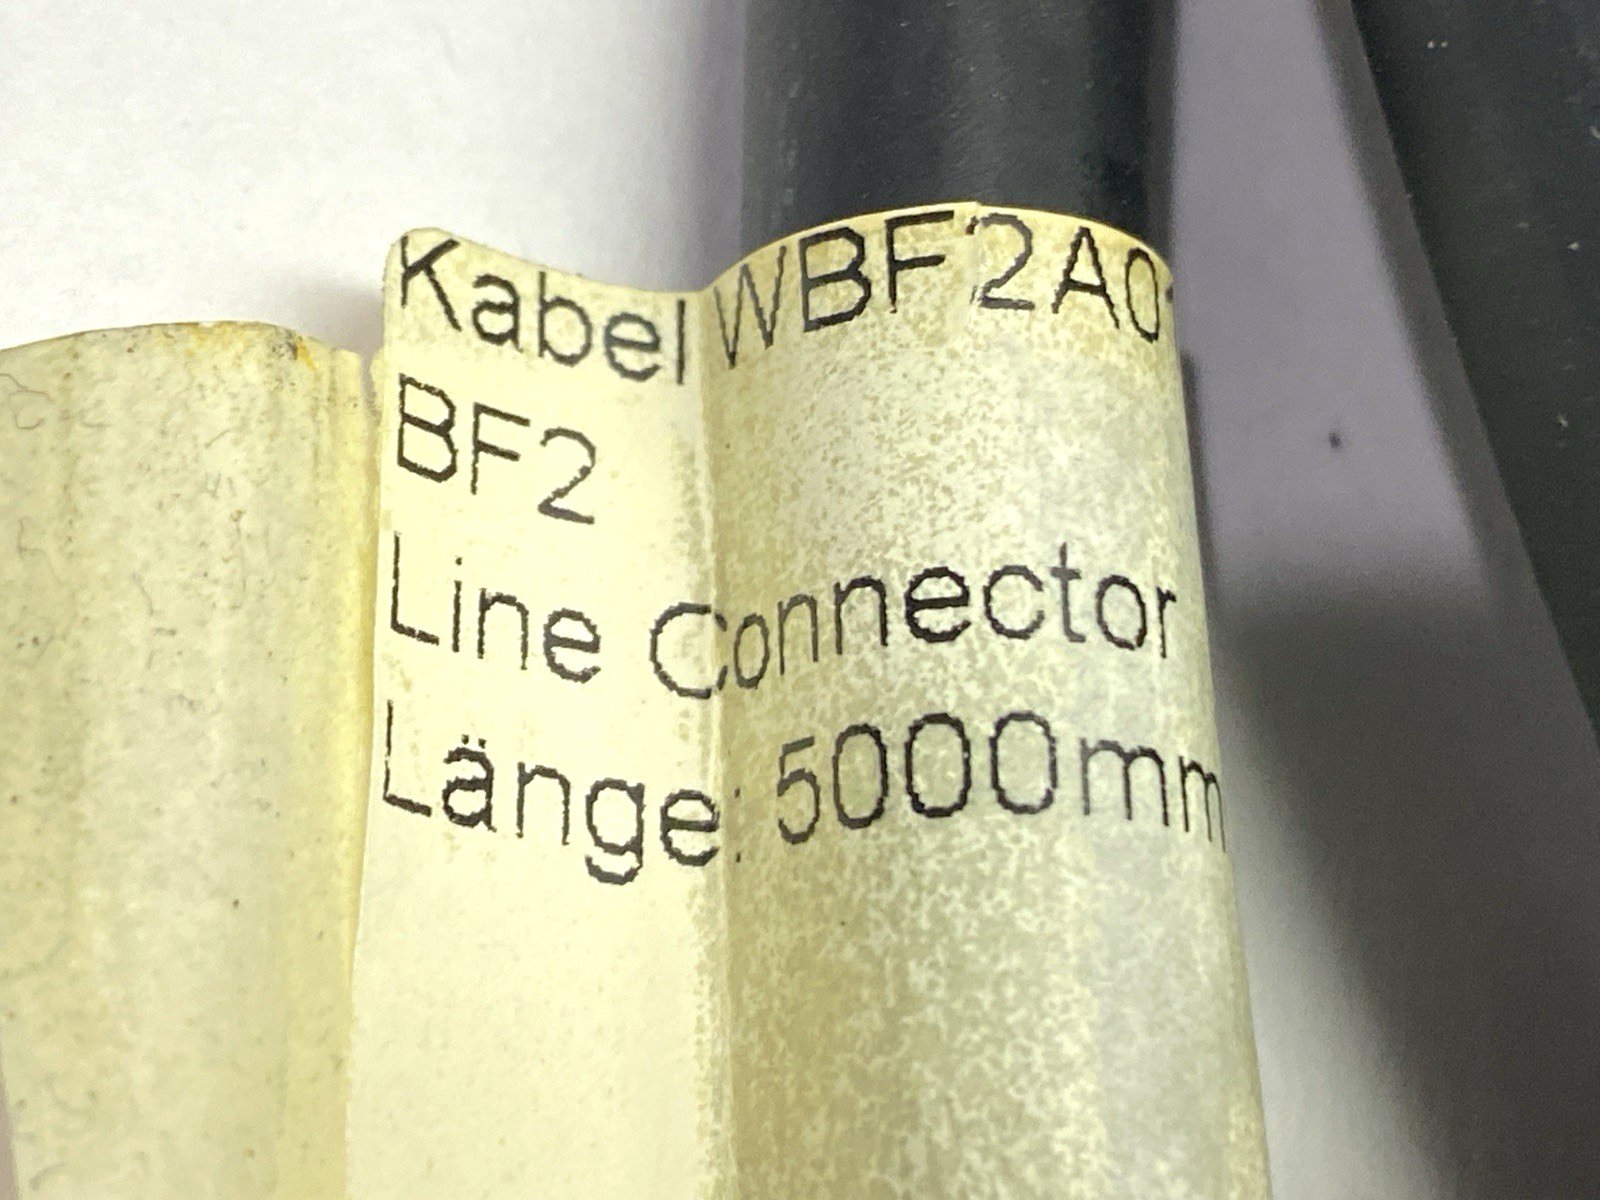 Kabel WBF2A0
BF2
Line Connector
Länge: 5000mm